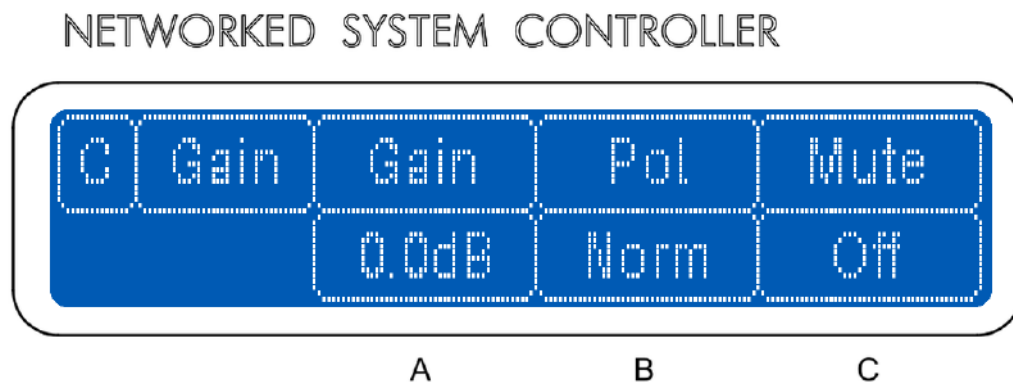 NETWORKED SYSTEM CONTROLLER
C Gain Gain Pol Mute
0.0dB Norm Off
A B C